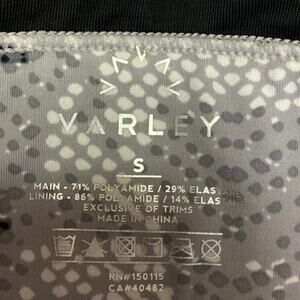 VARLEY
S
MAIN - 71% POLYAMIDE / 29% ELASTANE
LINING - 86% POLYAMIDE / 14% ELASTANE
EXCLUSIVE OF TRIMS
MADE IN CHINA
RN#150115
CA#40482